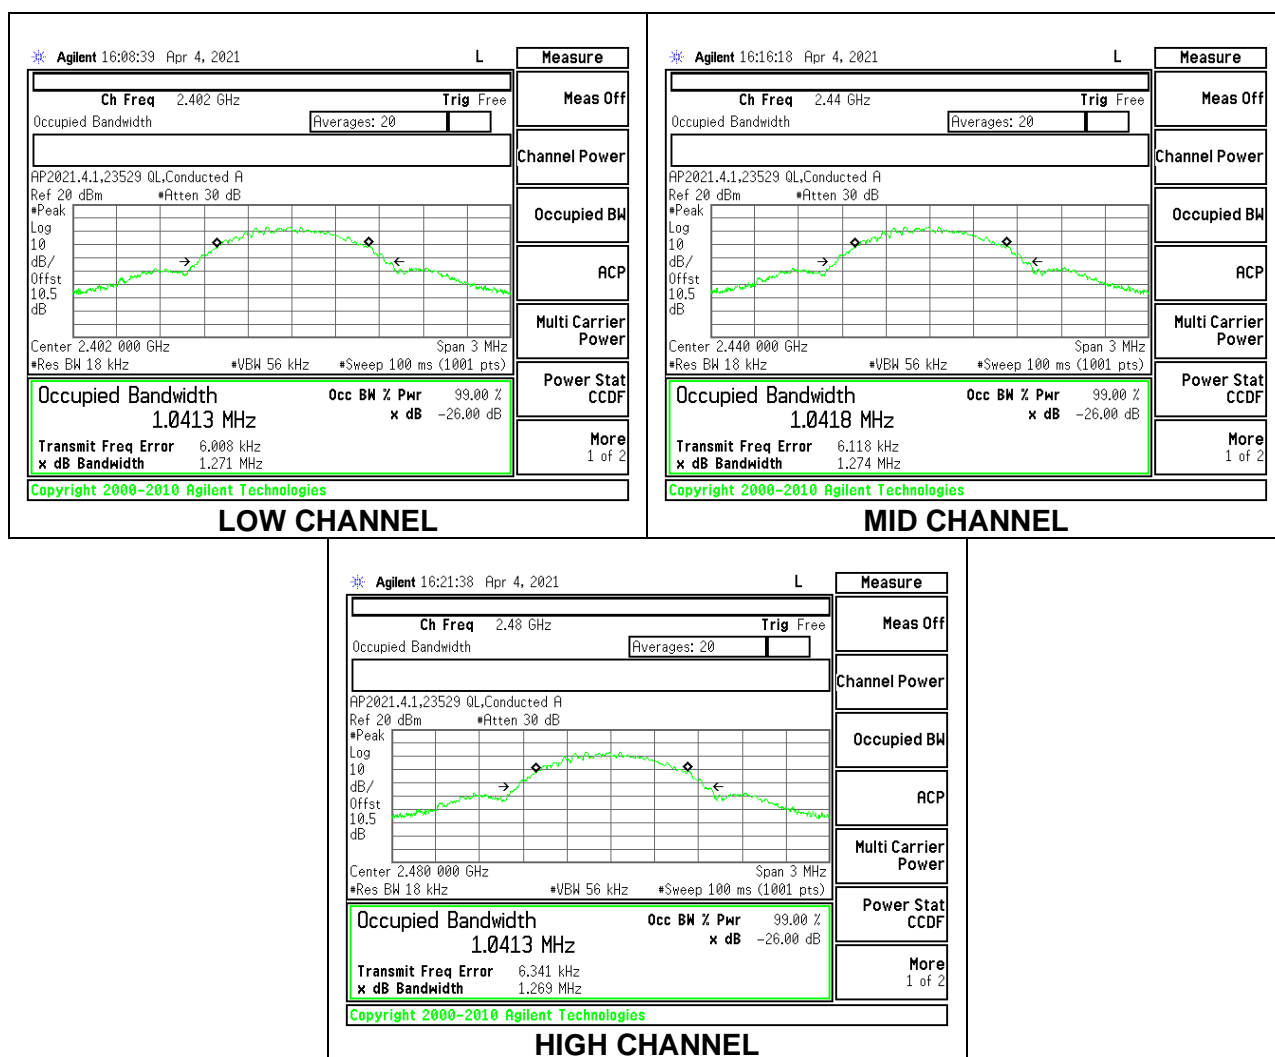 Agilent 16:08:39 Apr 4, 2021 L Measure
Ch Freq 2.402 GHz Trig Free
Meas Off
Occupied Bandwidth Averages: 20
Channel Power
AP2021.4.1,23529 QL,Conducted A
Ref 20 dBm #Atten 30 dB
#Peak
Occupied BW
Log
10
dB/
ACP
Offst
10.5
dB
Multi Carrier
Power
Center 2.402 000 GHz Span 3 MHz
#Res BW 18 kHz #VBW 56 kHz #Sweep 100 ms (1001 pts)
Power Stat
CCDF
Occupied Bandwidth Occ BW % Pwr 99.00 %
1.0413 MHz x dB -26.00 dB
More
1 of 2
Transmit Freq Error 6.008 kHz
x dB Bandwidth 1.271 MHz
Copyright 2000-2010 Agilent Technologies
LOW CHANNEL
Agilent 16:16:18 Apr 4, 2021 L Measure
Ch Freq 2.44 GHz Trig Free
Meas Off
Occupied Bandwidth Averages: 20
Channel Power
AP2021.4.1,23529 QL,Conducted A
Ref 20 dBm #Atten 30 dB
#Peak
Occupied BW
Log
10
dB/
ACP
Offst
10.5
dB
Multi Carrier
Power
Center 2.440 000 GHz Span 3 MHz
#Res BW 18 kHz #VBW 56 kHz #Sweep 100 ms (1001 pts)
Power Stat
CCDF
Occupied Bandwidth Occ BW % Pwr 99.00 %
1.0418 MHz x dB -26.00 dB
More
1 of 2
Transmit Freq Error 6.118 kHz
x dB Bandwidth 1.274 MHz
Copyright 2000-2010 Agilent Technologies
MID CHANNEL
Agilent 16:21:38 Apr 4, 2021 L Measure
Ch Freq 2.48 GHz Trig Free
Meas Off
Occupied Bandwidth Averages: 20
Channel Power
AP2021.4.1,23529 QL,Conducted A
Ref 20 dBm #Atten 30 dB
#Peak
Occupied BW
Log
10
dB/
ACP
Offst
10.5
dB
Multi Carrier
Power
Center 2.480 000 GHz Span 3 MHz
#Res BW 18 kHz #VBW 56 kHz #Sweep 100 ms (1001 pts)
Power Stat
CCDF
Occupied Bandwidth Occ BW % Pwr 99.00 %
1.0413 MHz x dB -26.00 dB
More
1 of 2
Transmit Freq Error 6.341 kHz
x dB Bandwidth 1.269 MHz
Copyright 2000-2010 Agilent Technologies
HIGH CHANNEL